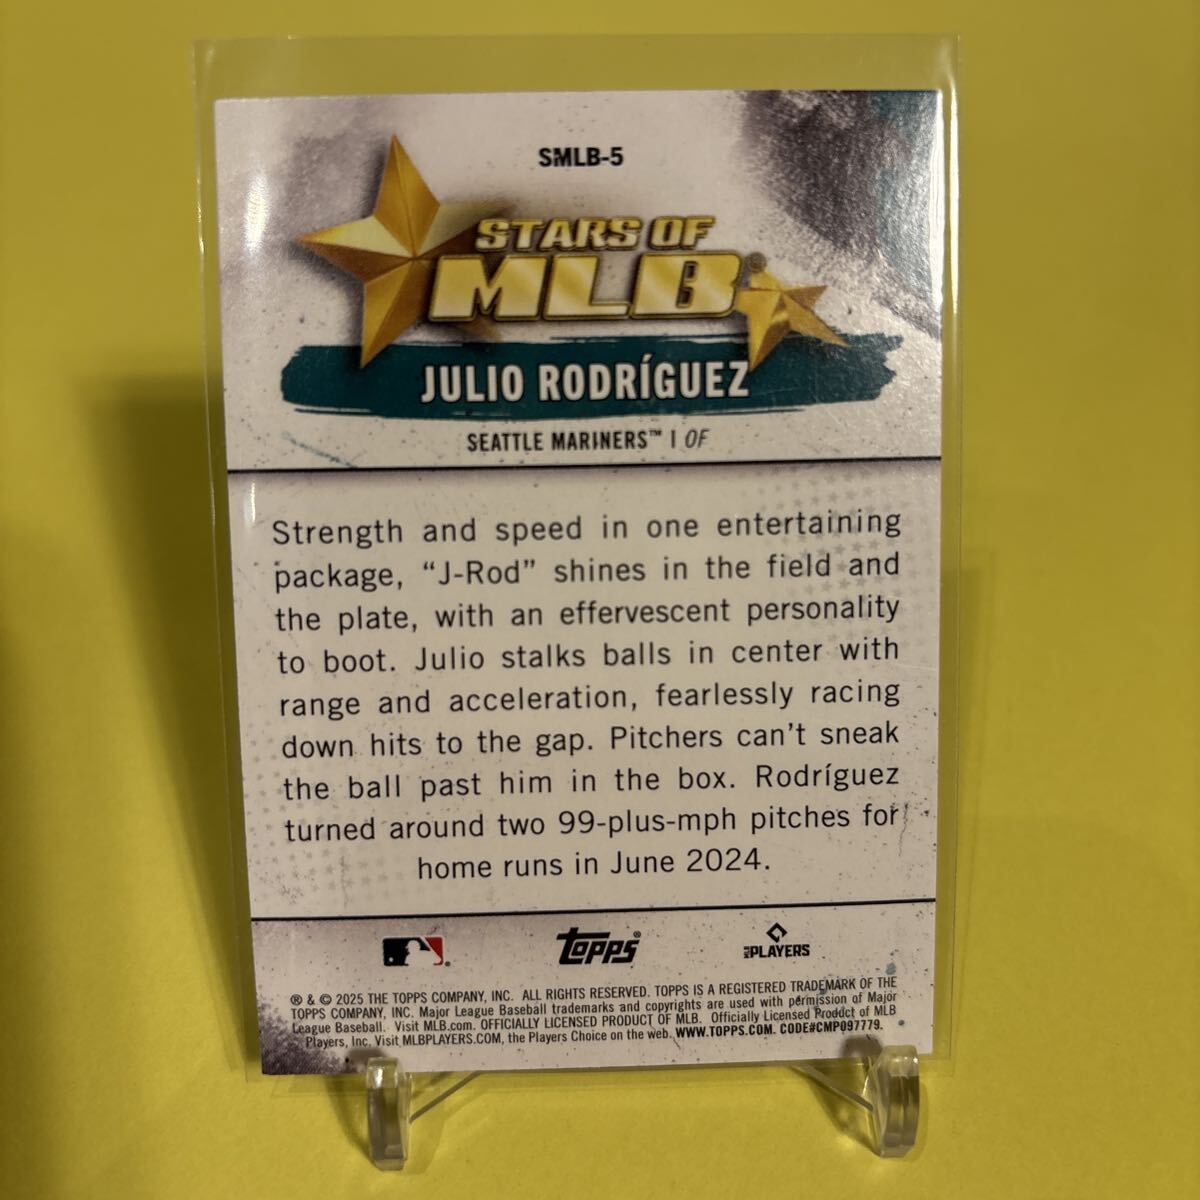 SMLB-5
STARS OF
MLB®
JULIO RODRÍGUEZ
SEATTLE MARINERS™ | OF
Strength and speed in one entertaining
package, “J-Rod” shines in the field and
the plate, with an effervescent personality
to boot. Julio stalks balls in center with
range and acceleration, fearlessly racing
down hits to the gap. Pitchers can’t sneak
the ball past him in the box. Rodríguez
turned around two 99-plus-mph pitches for
home runs in June 2024.
topps®
PLAYERS
® & © 2025 THE TOPPS COMPANY, INC. ALL RIGHTS RESERVED. TOPPS IS A REGISTERED TRADEMARK OF THE
TOPPS COMPANY, INC. Major League Baseball trademarks and copyrights are used with permission of Major
League Baseball. Visit MLB.com. OFFICIALLY LICENSED PRODUCT OF MLB. Officially Licensed Product of MLB
Players, Inc. Visit MLBPLAYERS.COM, the Players Choice on the web. WWW.TOPPS.COM. CODE#CMP097779.